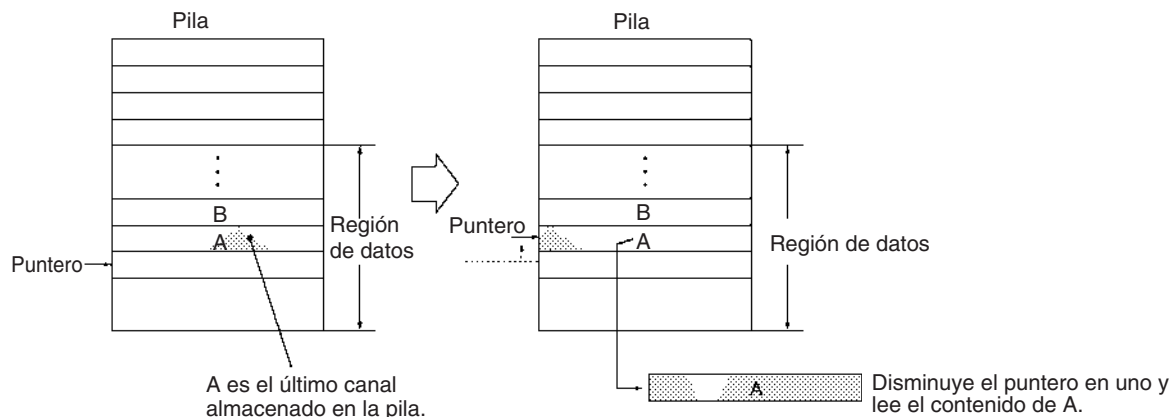 Pila
B
A
Puntero
Región
de datos
A es el último canal
almacenado en la pila.
Pila
Puntero
B
A
Región de datos
A
Disminuye el puntero en uno y
lee el contenido de A.